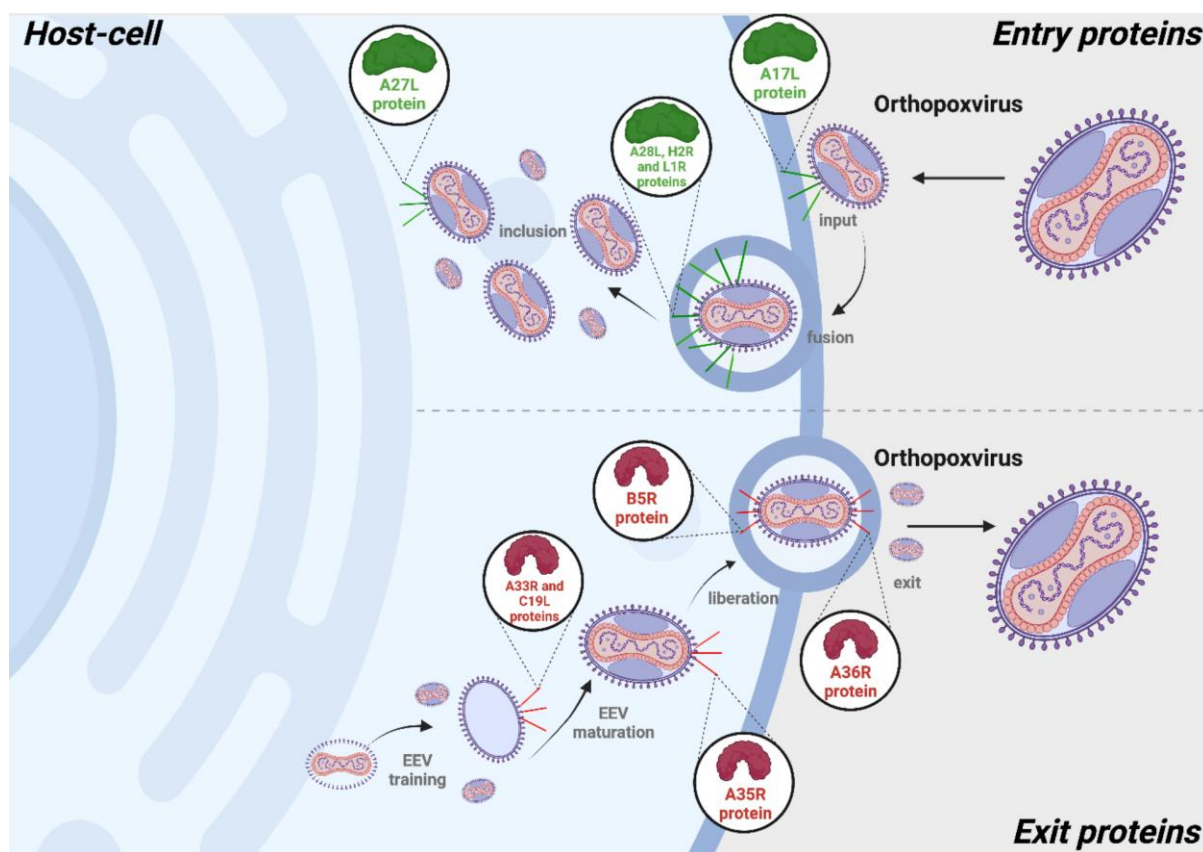 Host-cell
Entry proteins
A27L
protein
A17L
protein
Orthopoxvirus
A28L, H2R
and L1R
proteins
input
inclusion
fusion
B5R
protein
Orthopoxvirus
A33R and
C19L
proteins
exit
liberation
A36R
protein
EEV
maturation
EEV
training
A35R
protein
Exit proteins